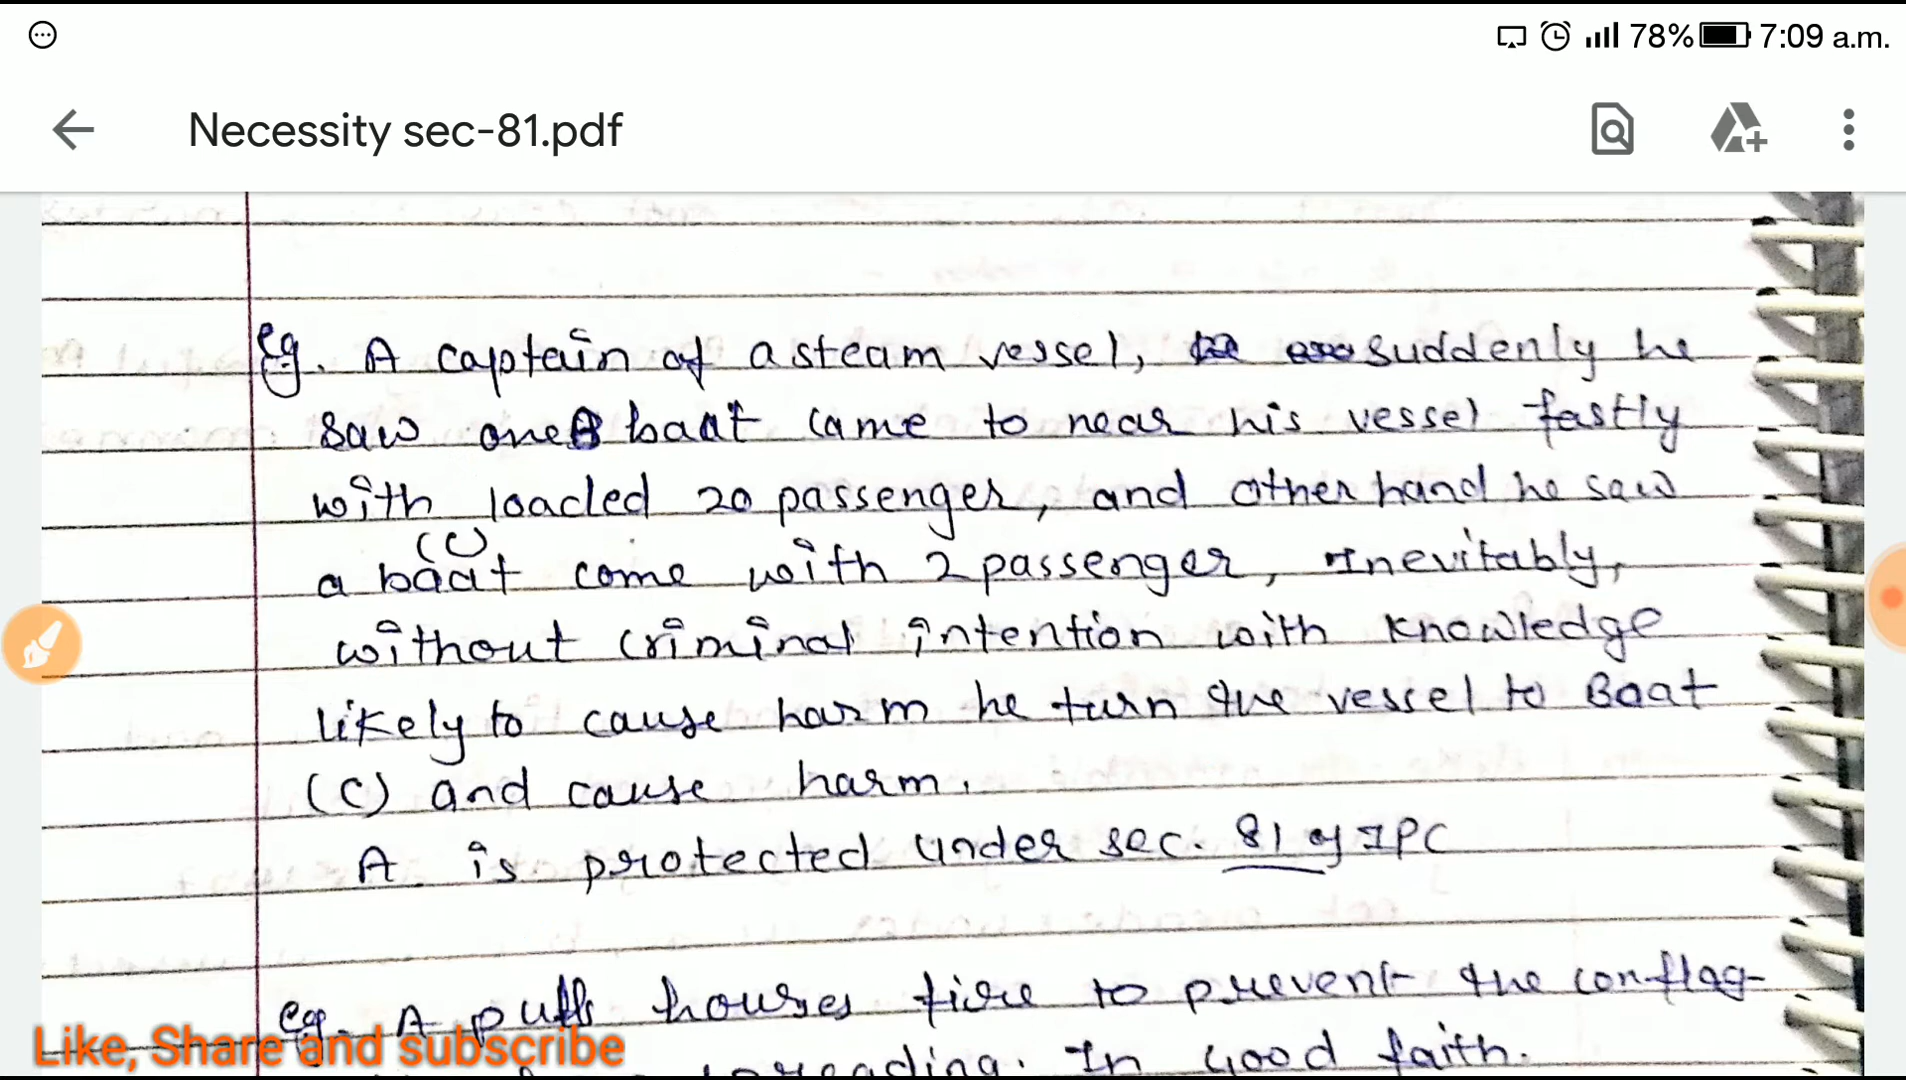 78% 7:09 a.m.
Necessity sec-81.pdf
eg. A captain of a steam vessel, suddenly he
saw one B baat came to near his vessel fastly
with loaded 20 passenger, and other hand he saw
(C)
a baat come with 2 passenger, Inevitably,
without criminal intention with knowledge
likely to cause harm he turn the vessel to Baat
(C) and cause harm.
A is protected under sec. 81 of IPC
eg. A pulls houses fire to prevent the conflag-
spreading. In Good faith.
Like, Share and subscribe